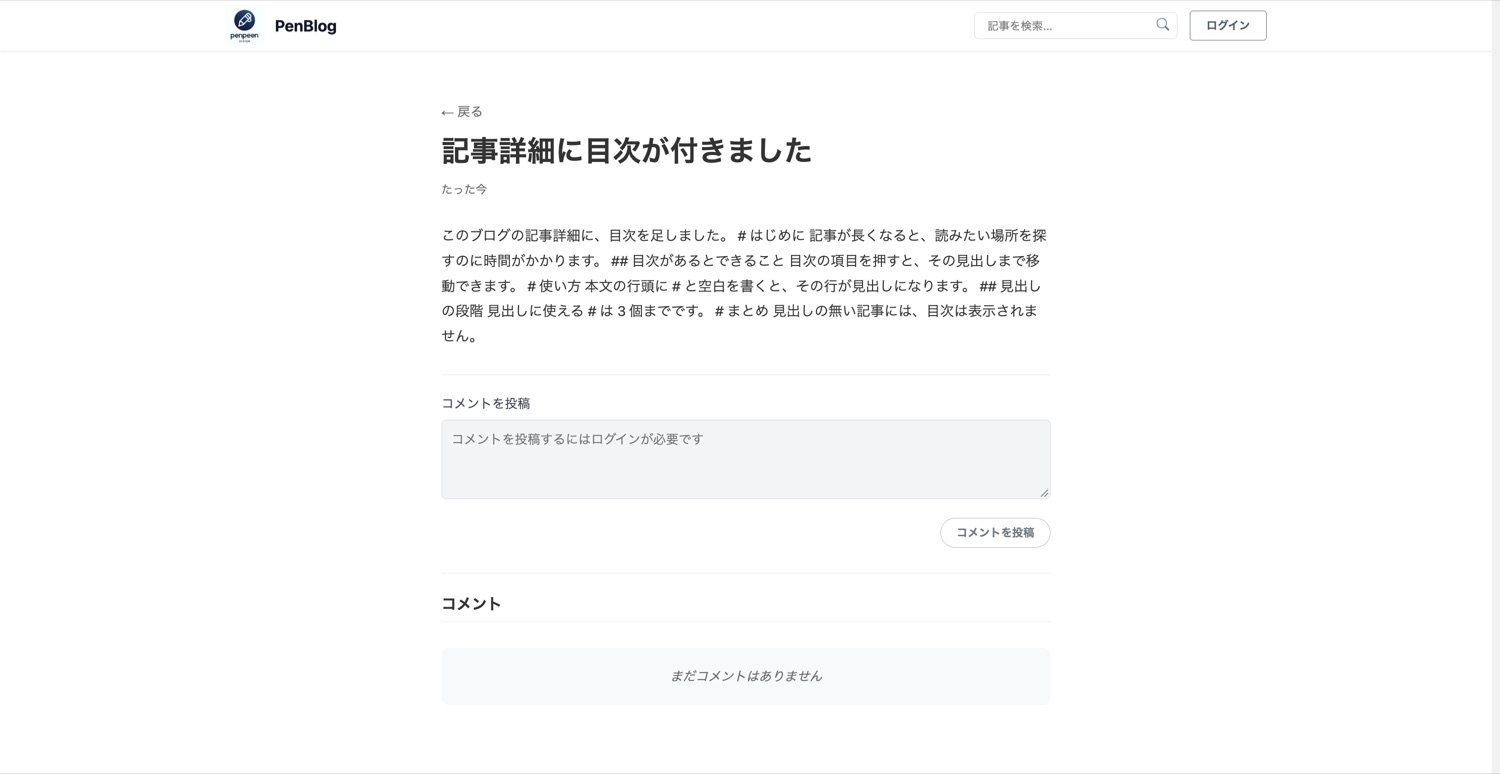 penpeen
PenBlog
記事を検索...
ログイン
← 戻る
記事詳細に目次が付きました
たった今
このブログの記事詳細に、目次を足しました。 # はじめに 記事が長くなると、読みたい場所を探
すのに時間がかかります。 ## 目次があるとできること 目次の項目を押すと、その見出しまで移
動できます。 # 使い方 本文の行頭に # と空白を書くと、その行が見出しになります。 ## 見出し
の段階 見出しに使える # は 3 個までです。 # まとめ 見出しの無い記事には、目次は表示されま
せん。
コメントを投稿
コメントを投稿するにはログインが必要です
コメントを投稿
コメント
まだコメントはありません